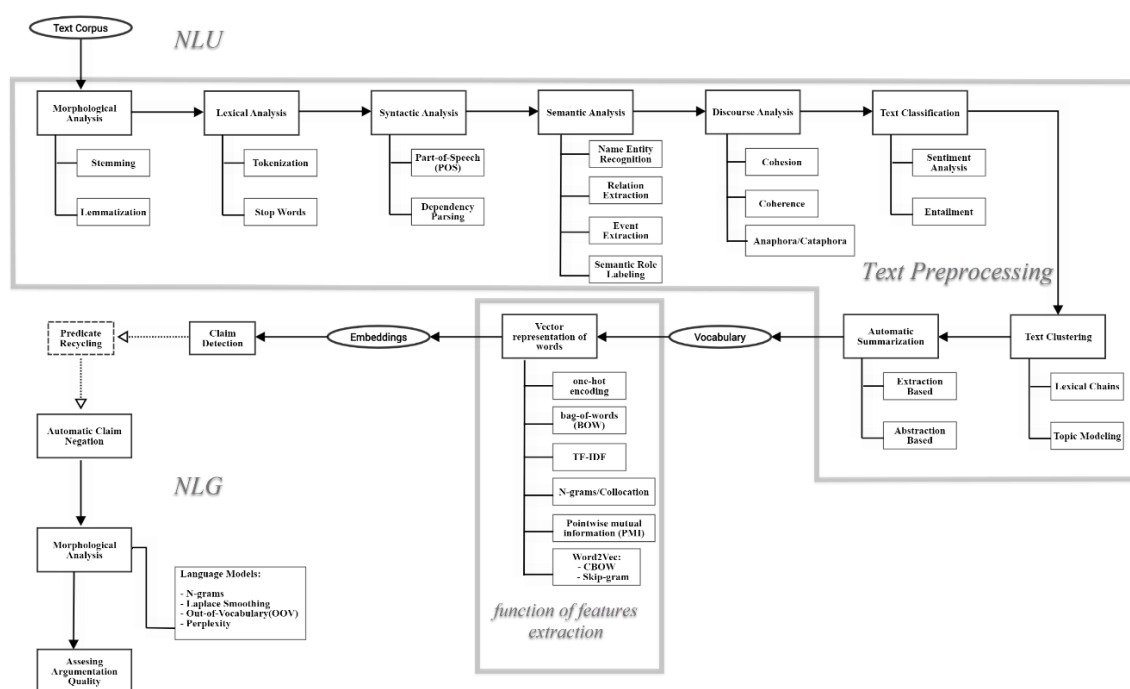 Text Corpus
NLU
Morphological
Analysis
Stemming
Lemmatization
Lexical Analysis
Tokenization
Stop Words
Syntactic Analysis
Part-of-Speech
(POS)
Dependency
Parsing
Semantic Analysis
Name Entity
Recognition
Relation
Extraction
Event
Extraction
Semantic Role
Labeling
Discourse Analysis
Cohesion
Coherence
Anaphora/Cataphora
Text Classification
Sentiment
Analysis
Entailment
Text Preprocessing
Text Clustering
Lexical Chains
Topic Modeling
Automatic
Summarization
Extraction
Based
Abstraction
Based
Vocabulary
Vector
representation of
words
one-hot
encoding
bag-of-words
(BOW)
TF-IDF
N-grams/Collocation
Pointwise mutual
information (PMI)
Word2Vec:
- CBOW
- Skip-gram
function of features
extraction
Embeddings
Claim
Detection
Predicate
Recycling
Automatic Claim
Negation
NLG
Morphological
Analysis
Language Models:
- N-grams
- Laplace Smoothing
- Out-of-Vocabulary(OOV)
- Perplexity
Assesing
Argumentation
Quality